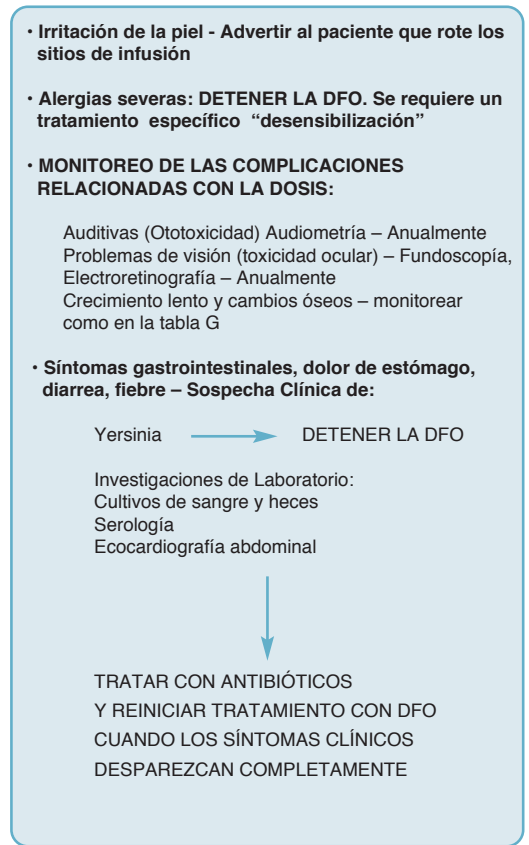 • Irritación de la piel - Advertir al paciente que rote los
sitios de infusión
• Alergias severas: DETENER LA DFO. Se requiere un
tratamiento específico “desensibilización”
• MONITOREO DE LAS COMPLICACIONES
RELACIONADAS CON LA DOSIS:
Auditivas (Ototoxicidad) Audiometría – Anualmente
Problemas de visión (toxicidad ocular) – Fundoscopía,
Electroretinografía – Anualmente
Crecimiento lento y cambios óseos – monitorear
como en la tabla G
• Síntomas gastrointestinales, dolor de estómago,
diarrea, fiebre – Sospecha Clínica de:
Yersinia DETENER LA DFO
Investigaciones de Laboratorio:
Cultivos de sangre y heces
Serología
Ecocardiografía abdominal
TRATAR CON ANTIBIÓTICOS
Y REINICIAR TRATAMIENTO CON DFO
CUANDO LOS SÍNTOMAS CLÍNICOS
DESPAREZCAN COMPLETAMENTE